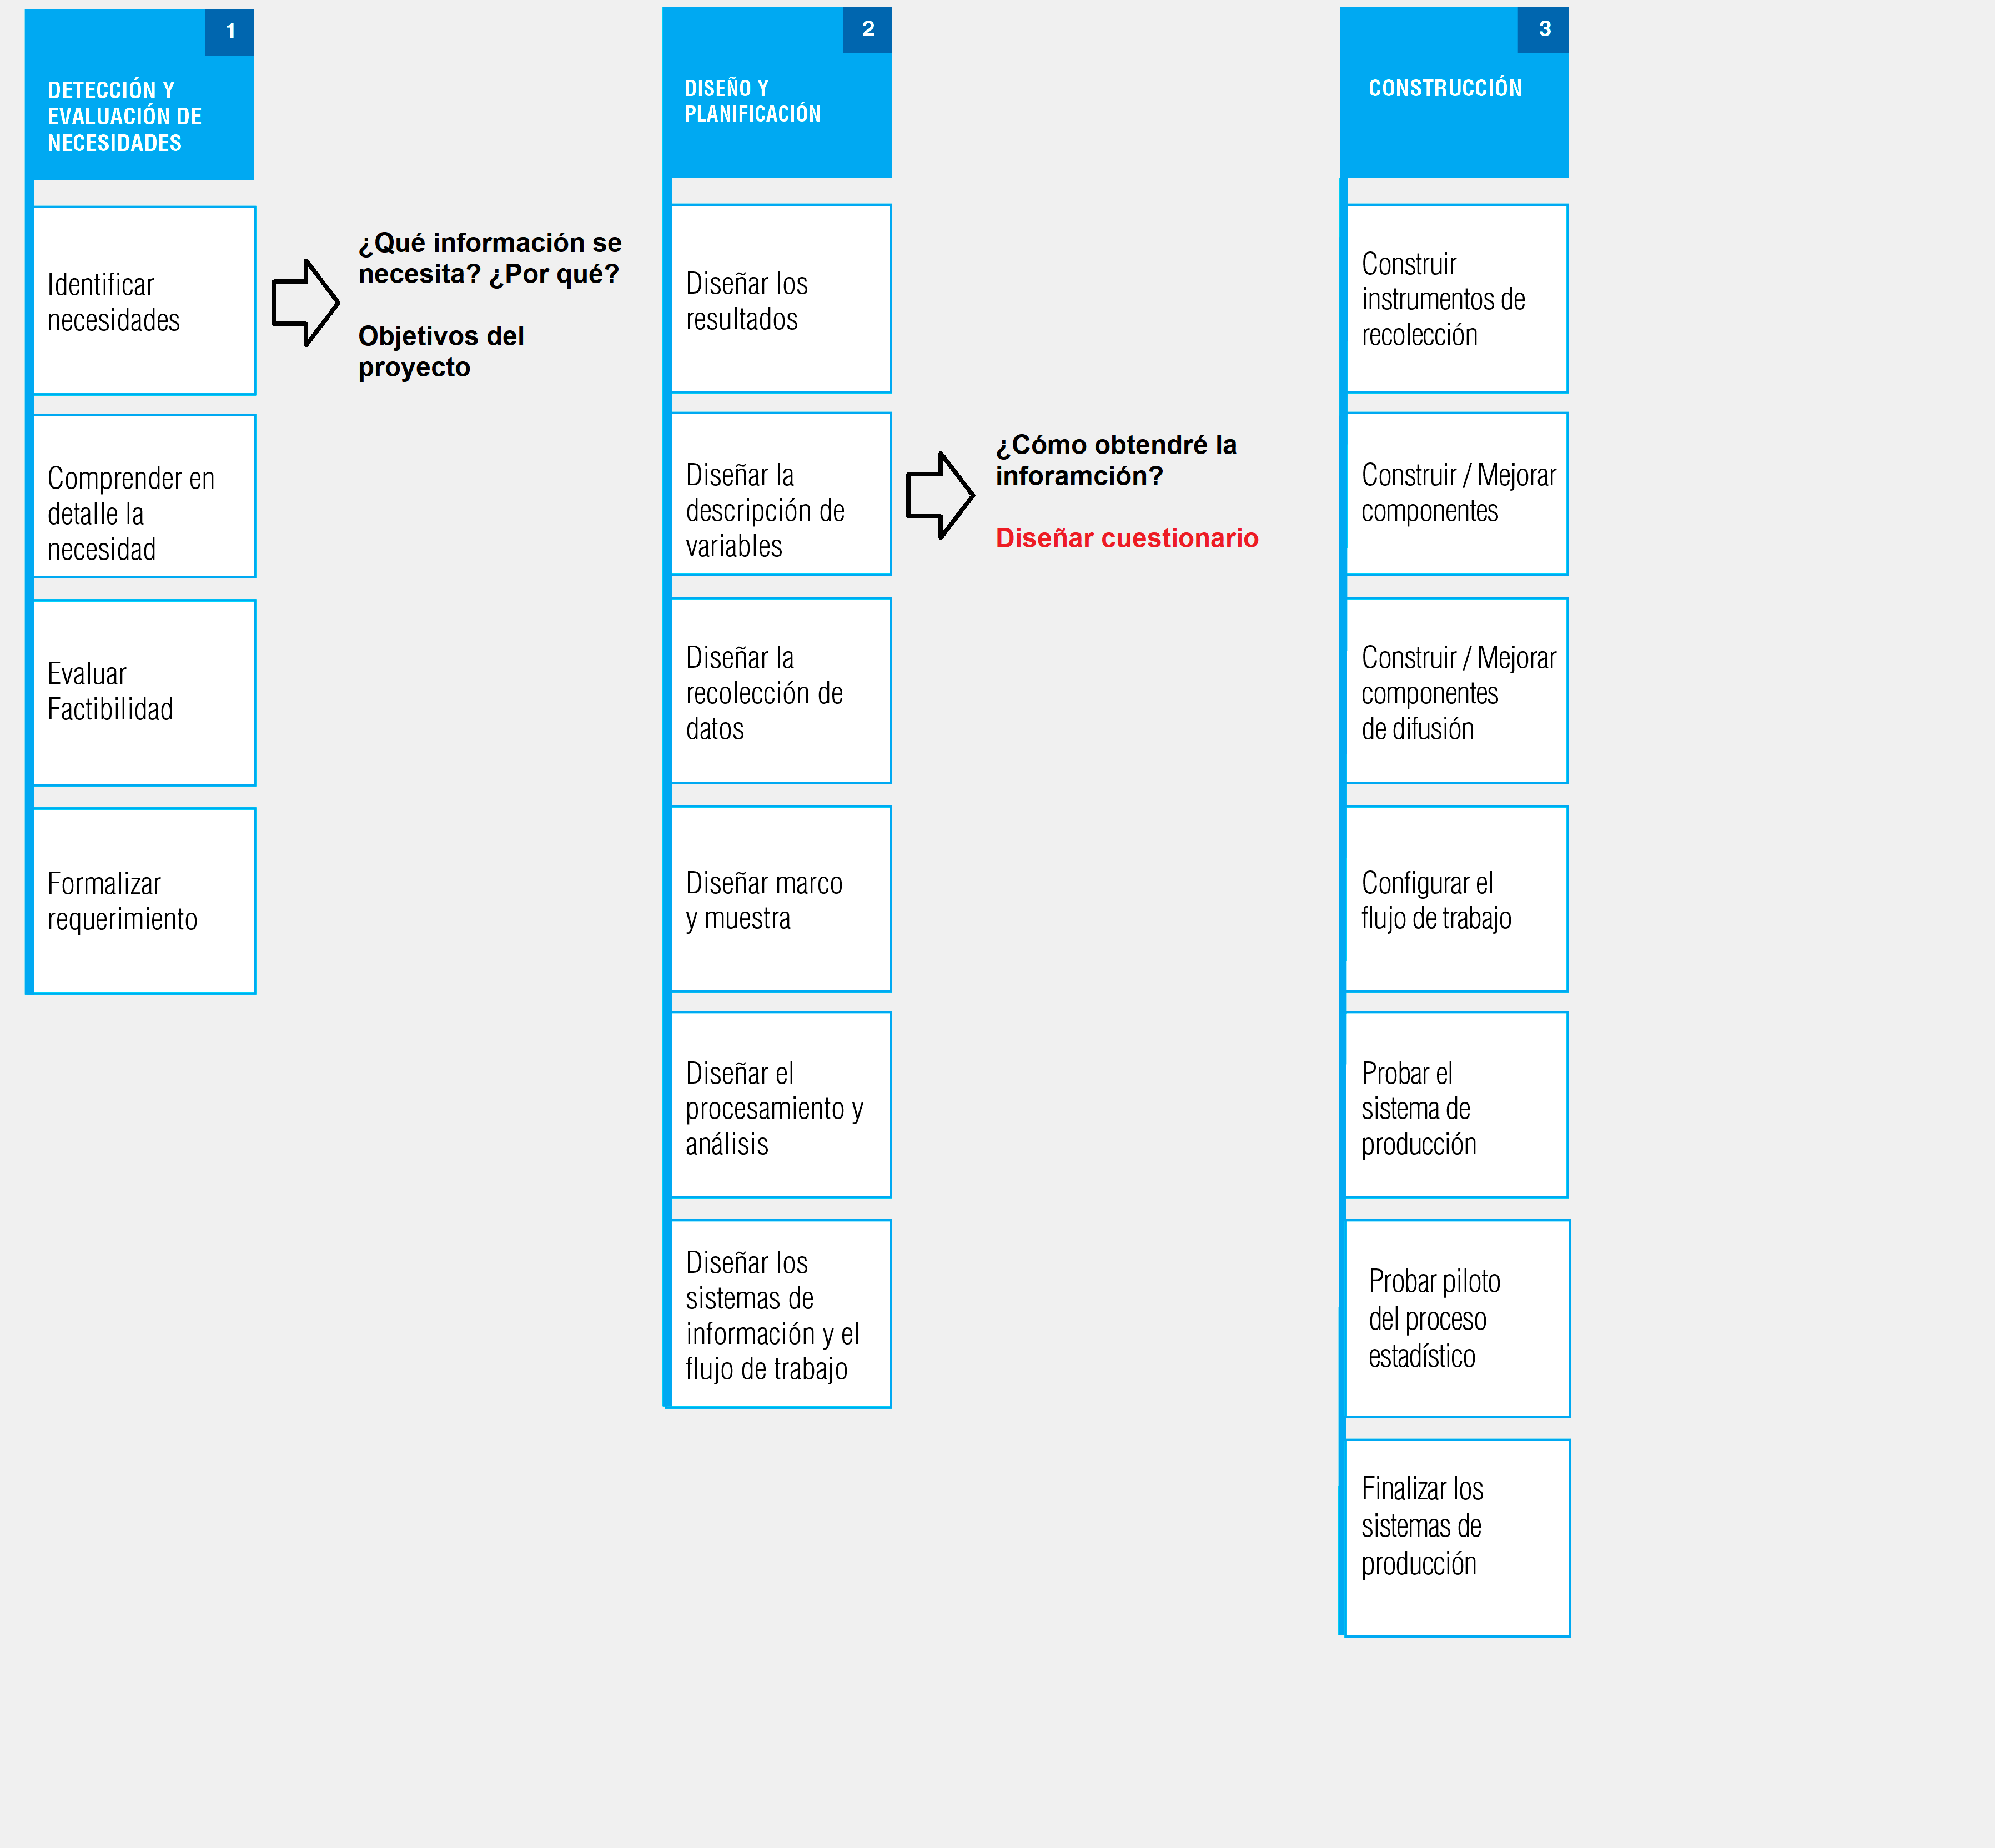 1
DETECCIÓN Y
EVALUACIÓN DE
NECESIDADES
Identificar
necesidades
¿Qué información se
necesita? ¿Por qué?
Objetivos del
proyecto
Comprender en
detalle la
necesidad
Evaluar
Factibilidad
Formalizar
requerimiento
2
DISEÑO Y
PLANIFICACIÓN
Diseñar los
resultados
Diseñar la
descripción de
variables
¿Cómo obtendré la
inforamción?
Diseñar cuestionario
Diseñar la
recolección de
datos
Diseñar marco
y muestra
Diseñar el
procesamiento y
análisis
Diseñar los
sistemas de
información y el
flujo de trabajo
3
CONSTRUCCIÓN
Construir
instrumentos de
recolección
Construir / Mejorar
componentes
Construir / Mejorar
componentes
de difusión
Configurar el
flujo de trabajo
Probar el
sistema de
producción
Probar piloto
del proceso
estadístico
Finalizar los
sistemas de
producción